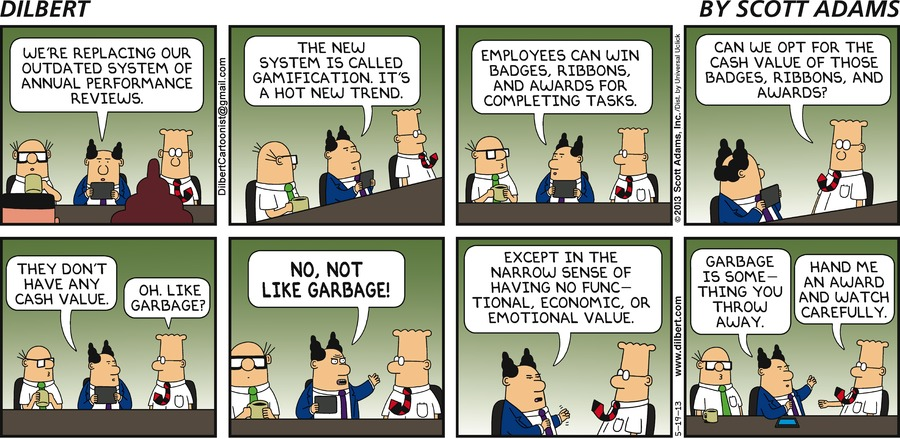 DILBERT
BY SCOTT ADAMS
WE'RE REPLACING OUR
OUTDATED SYSTEM OF
ANNUAL PERFORMANCE
REVIEWS.
DilbertCartoonist@gmail.com
THE NEW
SYSTEM IS CALLED
GAMIFICATION. IT'S
A HOT NEW TREND.
EMPLOYEES CAN WIN
BADGES, RIBBONS,
AND AWARDS FOR
COMPLETING TASKS.
©2013 Scott Adams, Inc. /Dist. by Universal Uclick
CAN WE OPT FOR THE
CASH VALUE OF THOSE
BADGES, RIBBONS, AND
AWARDS?
THEY DON'T
HAVE ANY
CASH VALUE.
OH. LIKE
GARBAGE?
NO, NOT
LIKE GARBAGE!
EXCEPT IN THE
NARROW SENSE OF
HAVING NO FUNC-
TIONAL, ECONOMIC, OR
EMOTIONAL VALUE.
5-19-13 www.dilbert.com
GARBAGE
IS SOME-
THING YOU
THROW
AWAY.
HAND ME
AN AWARD
AND WATCH
CAREFULLY.